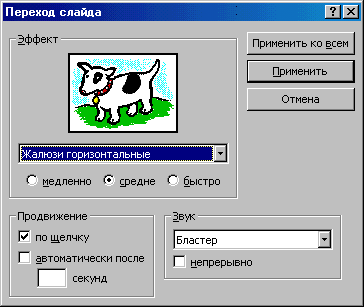 Переход слайда
Эффект
Применить ко всем
Применить
Отмена
Жалюзи горизонтальные
медленно средне быстро
Продвижение
по щелчку
автоматически после
секунд
Звук
Бластер
непрерывно